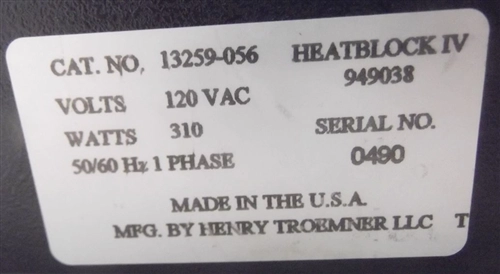 CAT. NO. 13259-056 HEATBLOCK IV
949038
VOLTS 120 VAC
WATTS 310 SERIAL NO.
50/60 Hz 1 PHASE 0490
MADE IN THE U.S.A.
MFG. BY HENRY TROEMNER LLC T